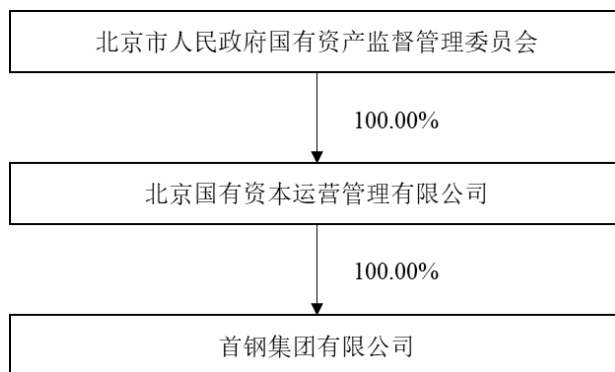 北京市人民政府国有资产监督管理委员会
100.00%
北京国有资本运营管理有限公司
100.00%
首钢集团有限公司